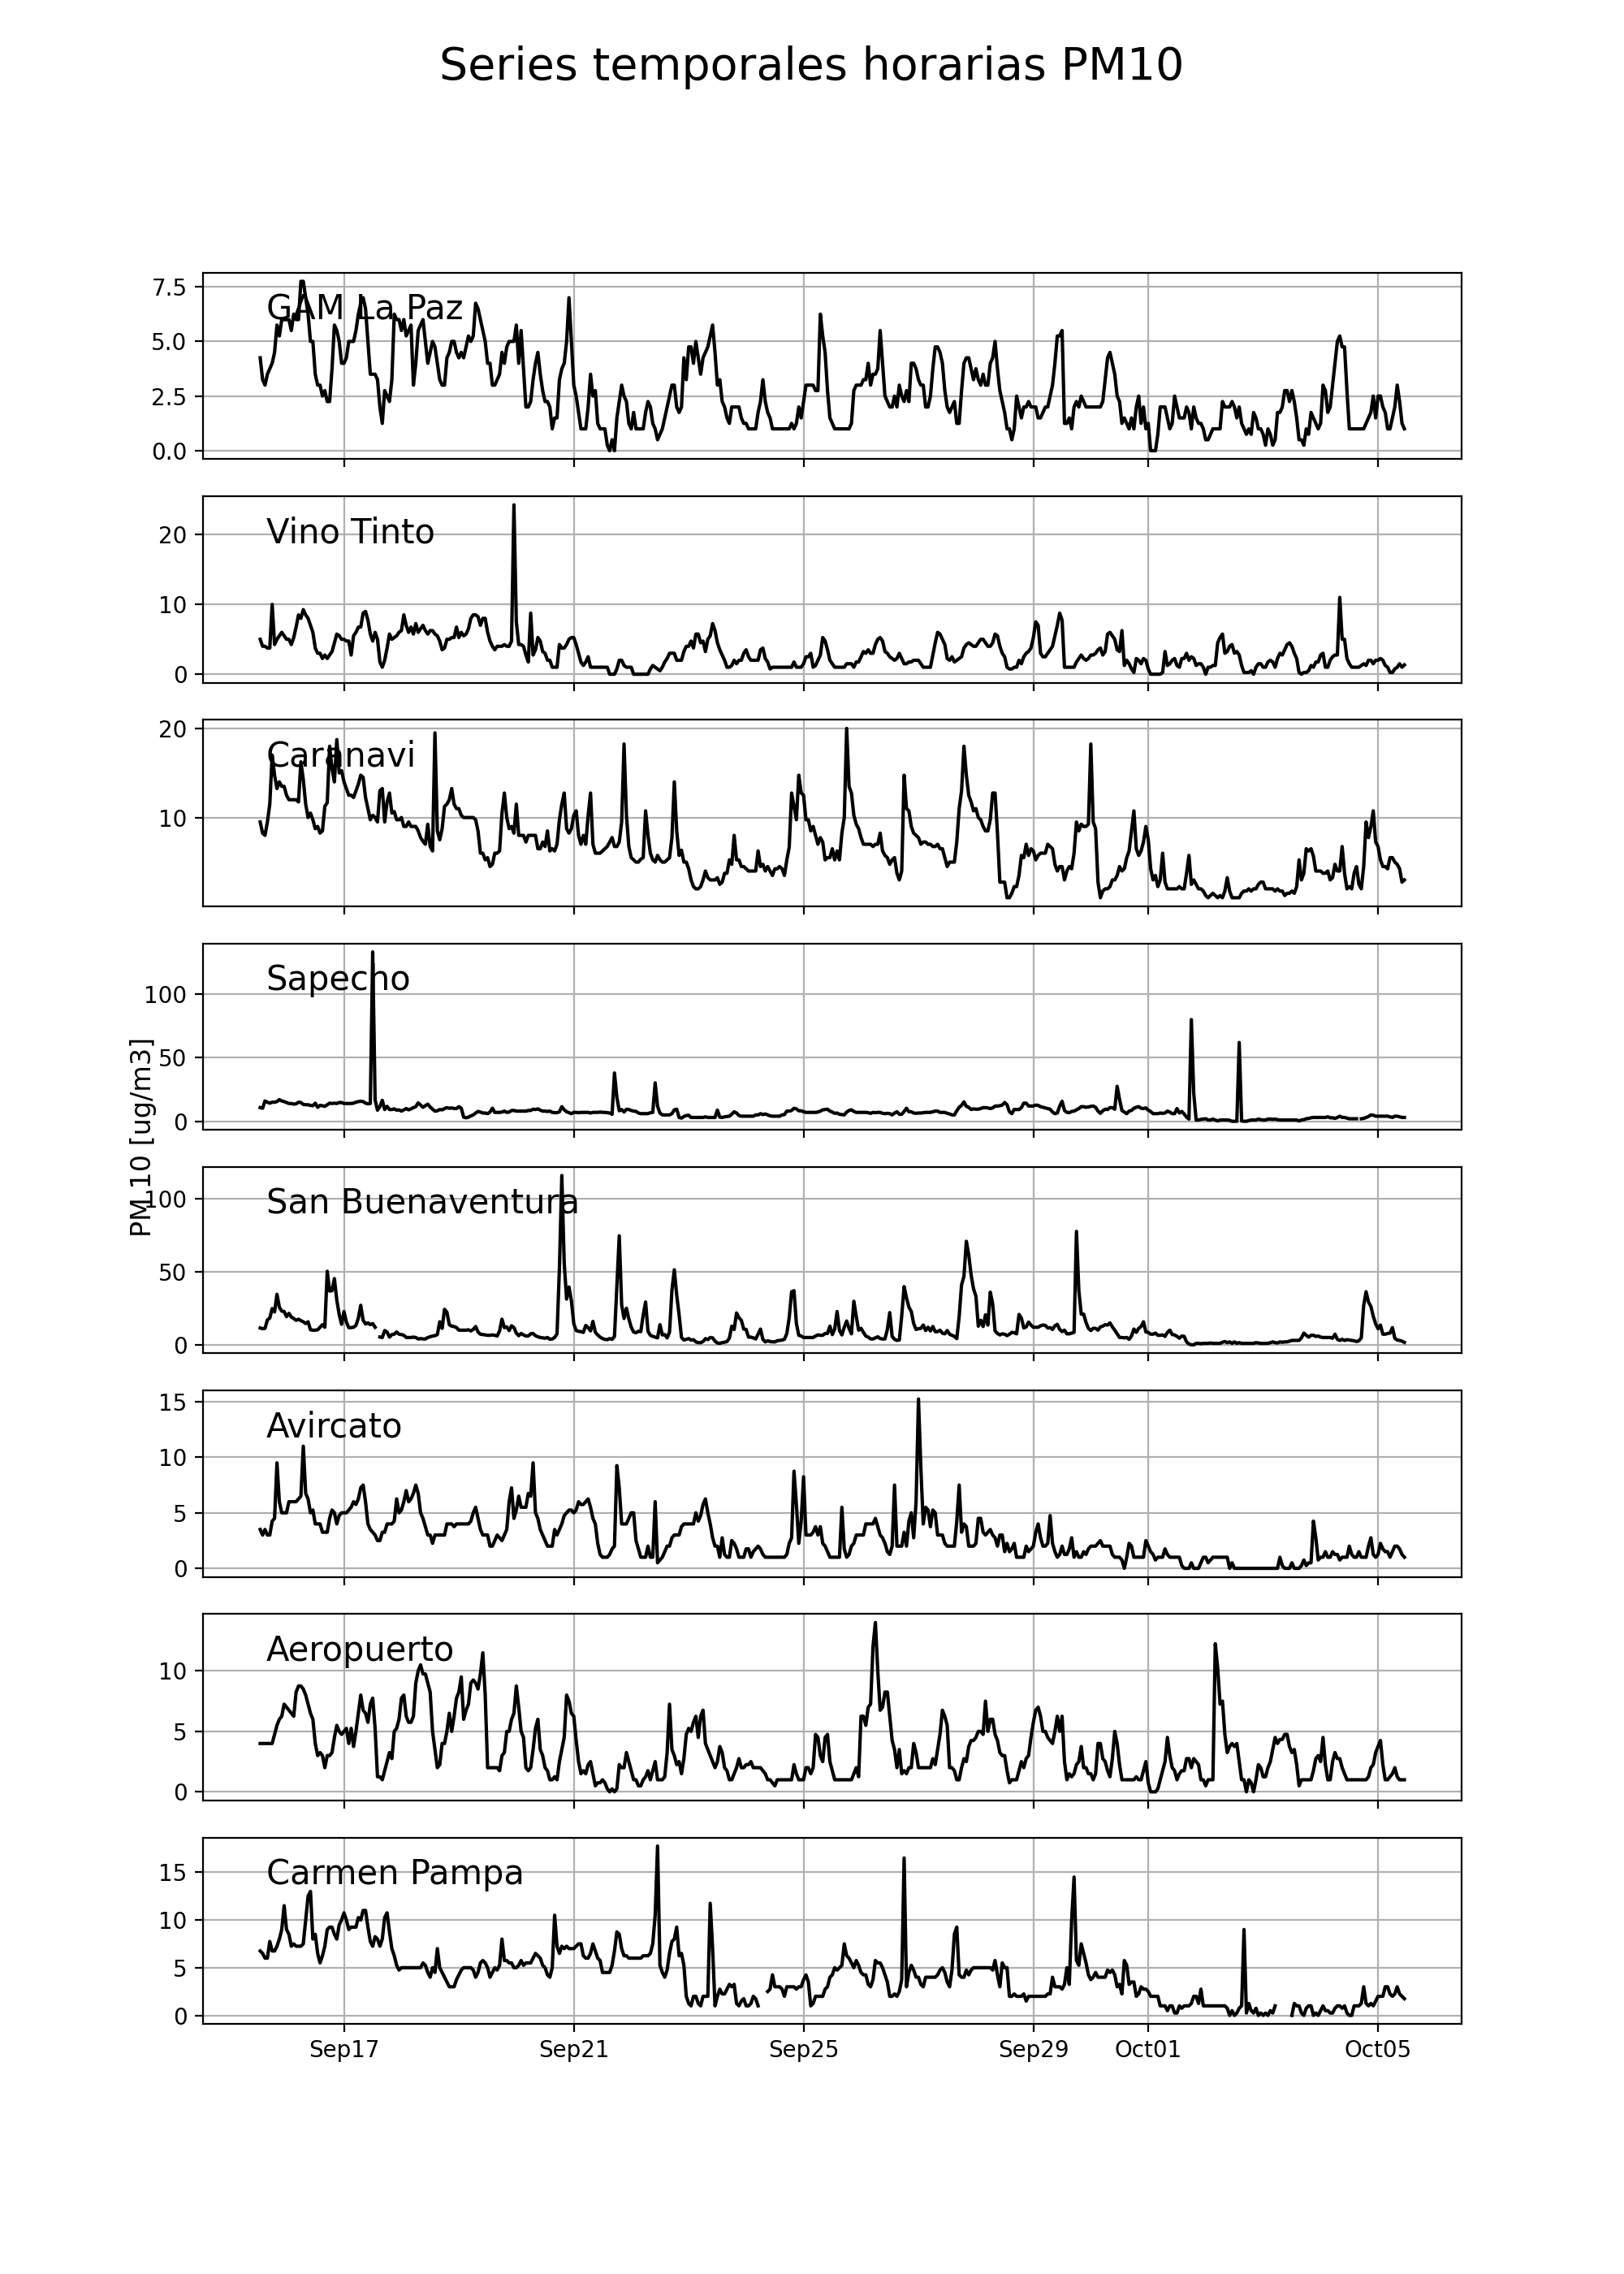 Series temporales horarias PM10
7.5
5.0
2.5
0.0
GAM La Paz
20
10
0
Vino Tinto
20
10
Caranavi
100
50
0
Sapecho
PM 10 [ug/m3]
100
50
0
San Buenaventura
15
10
5
0
Avircato
10
5
0
Aeropuerto
15
10
5
0
Carmen Pampa
Sep17 Sep21 Sep25 Sep29 Oct01 Oct05